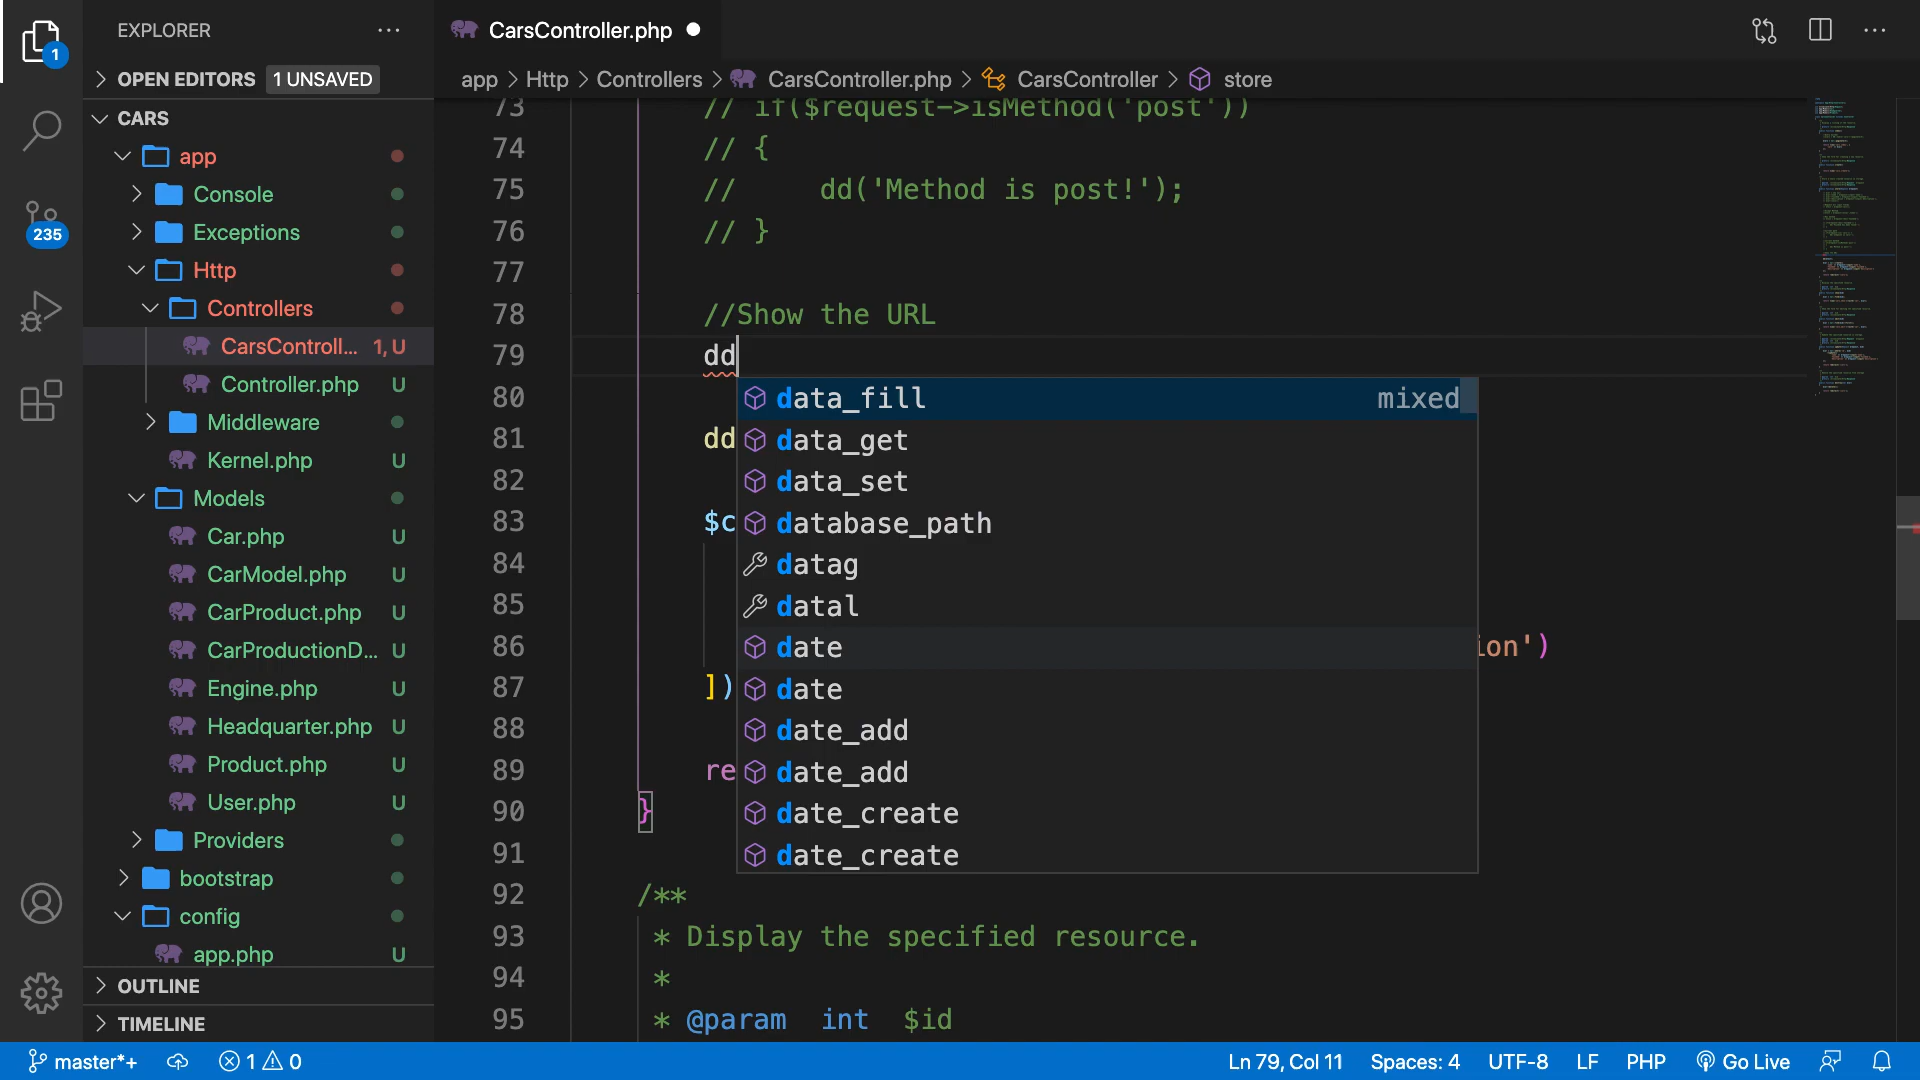 EXPLORER
1
OPEN EDITORS 1 UNSAVED
CARS
app
Console
Exceptions
Http
Controllers
CarsControll... 1, U
Controller.php U
Middleware
Kernel.php U
Models
Car.php U
CarModel.php U
CarProduct.php U
CarProductionD... U
Engine.php U
Headquarter.php U
Product.php U
User.php U
Providers
bootstrap
config
app.php U
OUTLINE
TIMELINE
235
CarsController.php
app > Http > Controllers > CarsController.php > CarsController > store
73 // if($request->isMethod('post'))
74 // {
75 // dd('Method is post!');
76 // }
77
78 //Show the URL
79 dd
80
81 dd
82
83 $c
84
85
86 ion')
87 ])
88
89 re
90 }
91
92 /**
93 * Display the specified resource.
94 *
95 * @param int $id
data_fill mixed
data_get
data_set
database_path
datag
datal
date
date
date_add
date_add
date_create
date_create
master*+ 1 0 Ln 79, Col 11 Spaces: 4 UTF-8 LF PHP Go Live